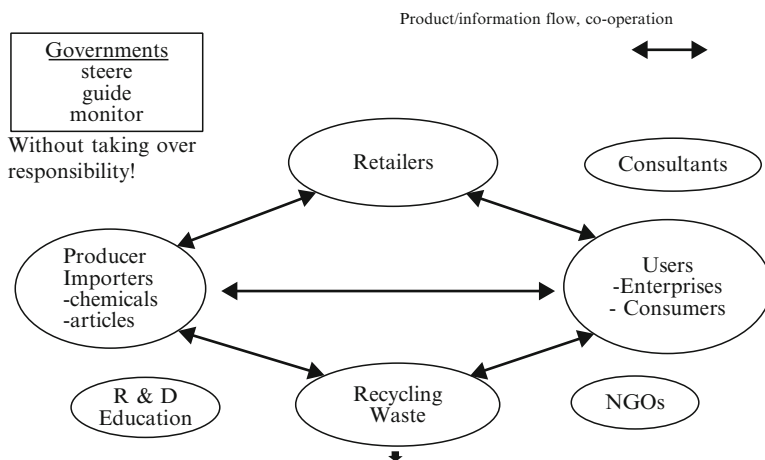 Product/information flow, co-operation
Governments
steere
guide
monitor
Without taking over
responsibility!
Retailers
Consultants
Producer
Importers
-chemicals
-articles
Users
-Enterprises
- Consumers
R & D
Education
Recycling
Waste
NGOs